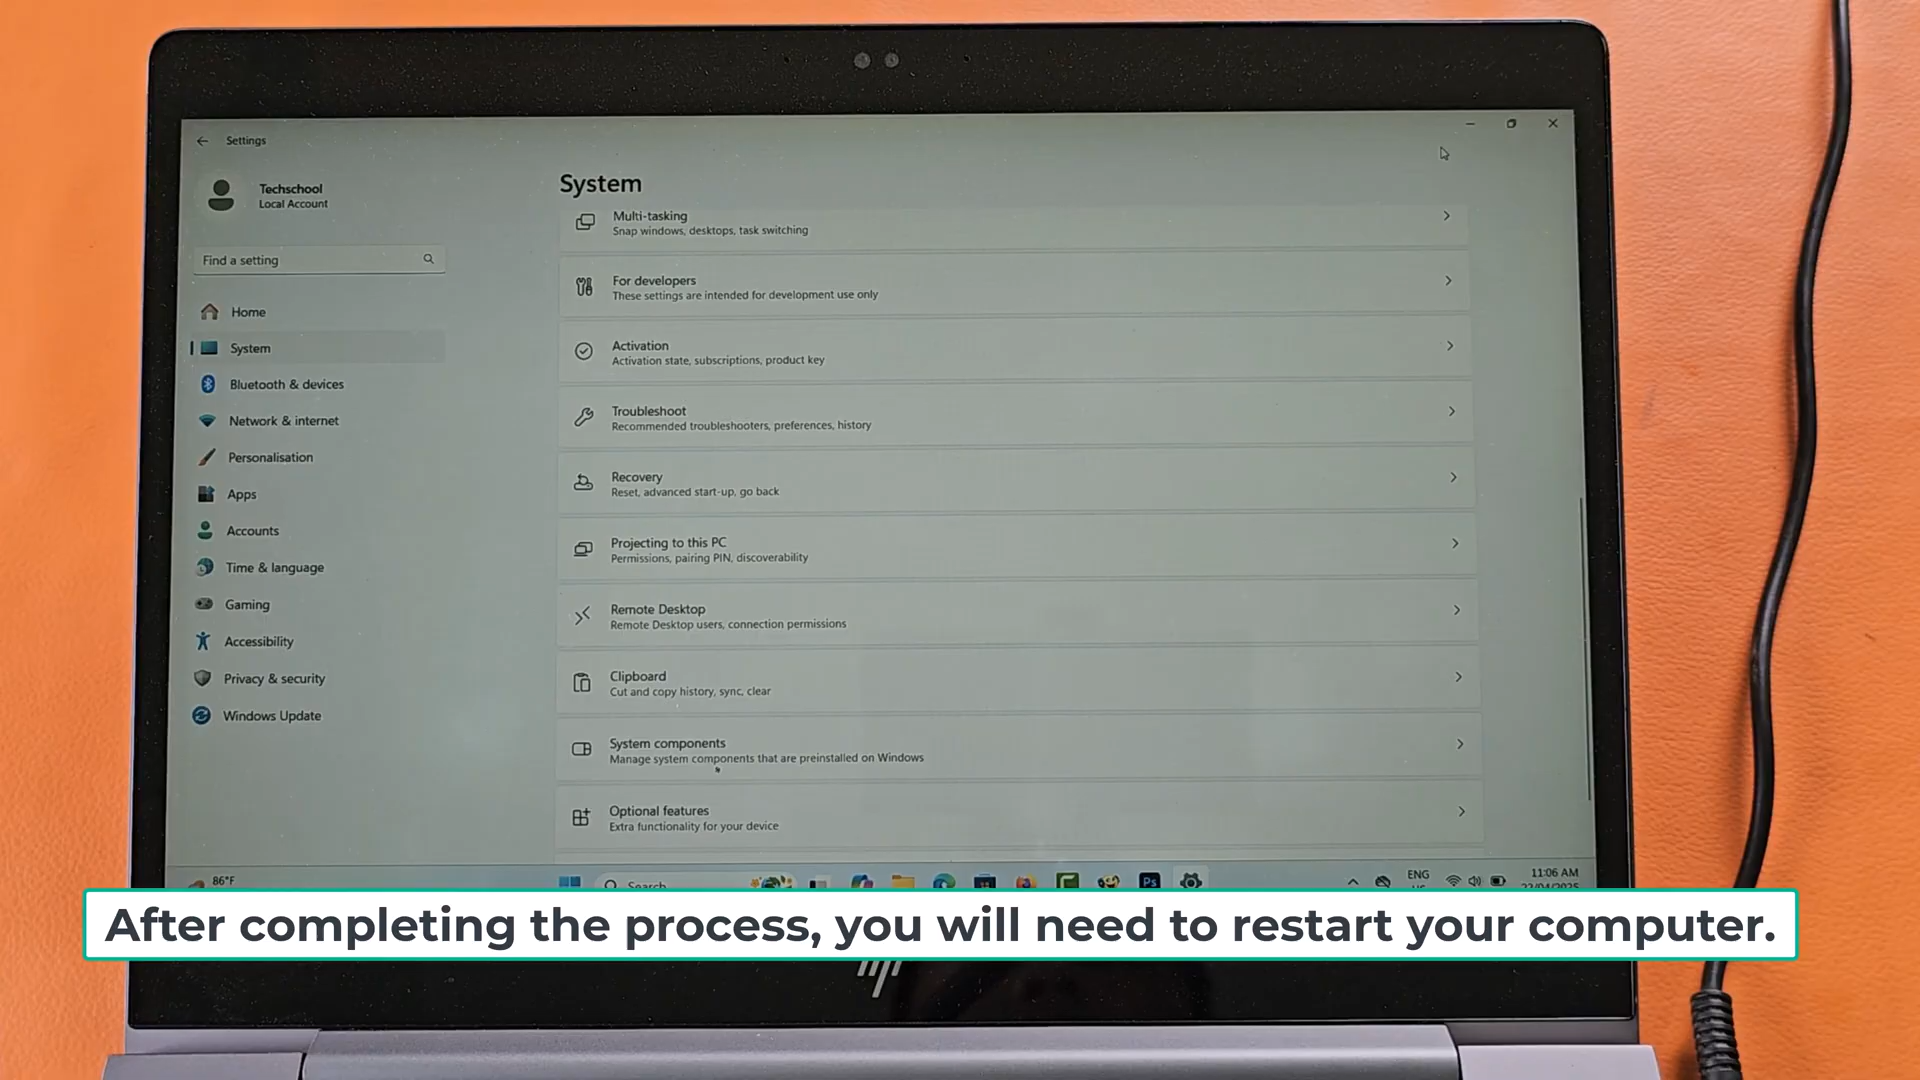 Settings
Techschool
Local Account
Find a setting
Home
System
Bluetooth & devices
Network & internet
Personalisation
Apps
Accounts
Time & language
Gaming
Accessibility
Privacy & security
Windows Update
System
Multi-tasking
Snap windows, desktops, task switching
For developers
These settings are intended for development use only
Activation
Activation state, subscriptions, product key
Troubleshoot
Recommended troubleshooters, preferences, history
Recovery
Reset, advanced start-up, go back
Projecting to this PC
Permissions, pairing PIN, discoverability
Remote Desktop
Remote Desktop users, connection permissions
Clipboard
Cut and copy history, sync, clear
System components
Manage system components that are preinstalled on Windows
Optional features
Extra functionality for your device
86°F
Search
Ps
ENG
11:06 AM
After completing the process, you will need to restart your computer.
hp